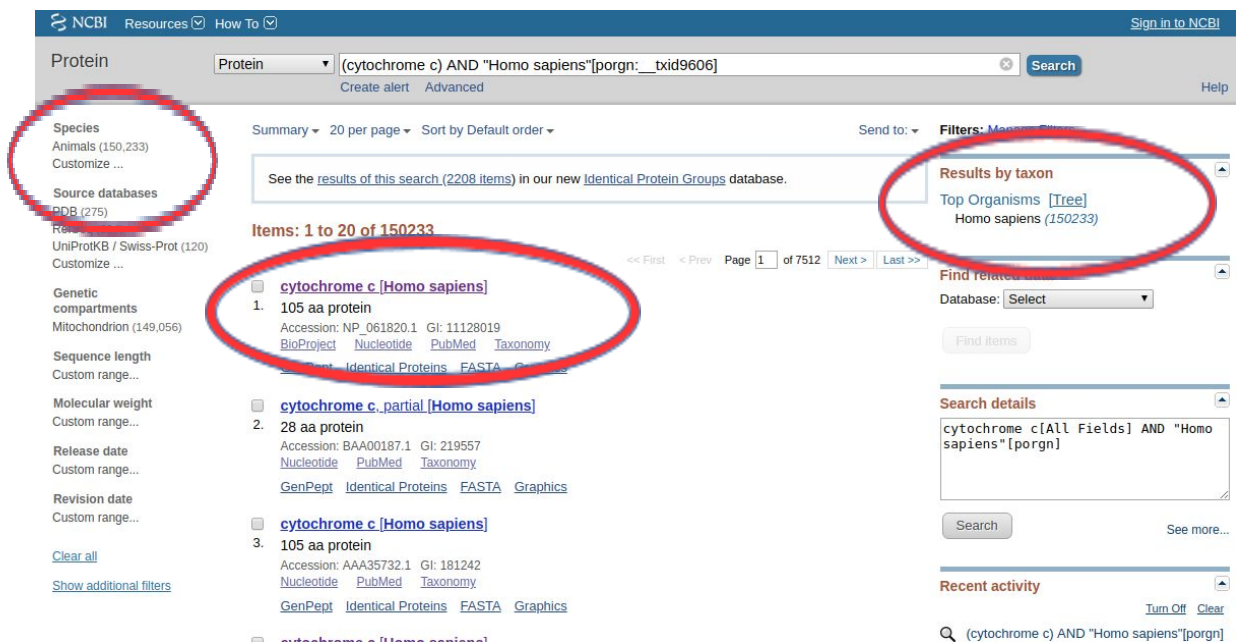 NCBI Resources How To Sign in to NCBI
Protein
Protein (cytochrome c) AND "Homo sapiens"[porgn:__txid9606] Search
Create alert Advanced
Help
Species
Animals (150,233)
Customize ...
Source databases
PDB (275)
UniProtKB / Swiss-Prot (120)
Customize ...
Genetic
compartments
Mitochondrion (149,056)
Sequence length
Custom range...
Molecular weight
Custom range...
Release date
Custom range...
Revision date
Custom range...
Clear all
Show additional filters
Summary 20 per page Sort by Default order Send to:
See the results of this search (2208 items) in our new Identical Protein Groups database.
Items: 1 to 20 of 150233
<< First < Prev Page 1 of 7512 Next > Last >>
cytochrome c [Homo sapiens]
1. 105 aa protein
Accession: NP_061820.1 GI: 11128019
BioProject Nucleotide PubMed Taxonomy
GenPept Identical Proteins FASTA Graphics
cytochrome c, partial [Homo sapiens]
2. 28 aa protein
Accession: BAA00187.1 GI: 219557
Nucleotide PubMed Taxonomy
GenPept Identical Proteins FASTA Graphics
cytochrome c [Homo sapiens]
3. 105 aa protein
Accession: AAA35732.1 GI: 181242
Nucleotide PubMed Taxonomy
GenPept Identical Proteins FASTA Graphics
cytochrome c [Homo sapiens]
Filters: Manage Filters
Results by taxon
Top Organisms [Tree]
Homo sapiens (150233)
Find related
Database: Select
Find items
Search details
cytochrome c[All Fields] AND "Homo
sapiens"[porgn]
Search
See more...
Recent activity
Turn Off Clear
(cytochrome c) AND "Homo sapiens"[porgn]